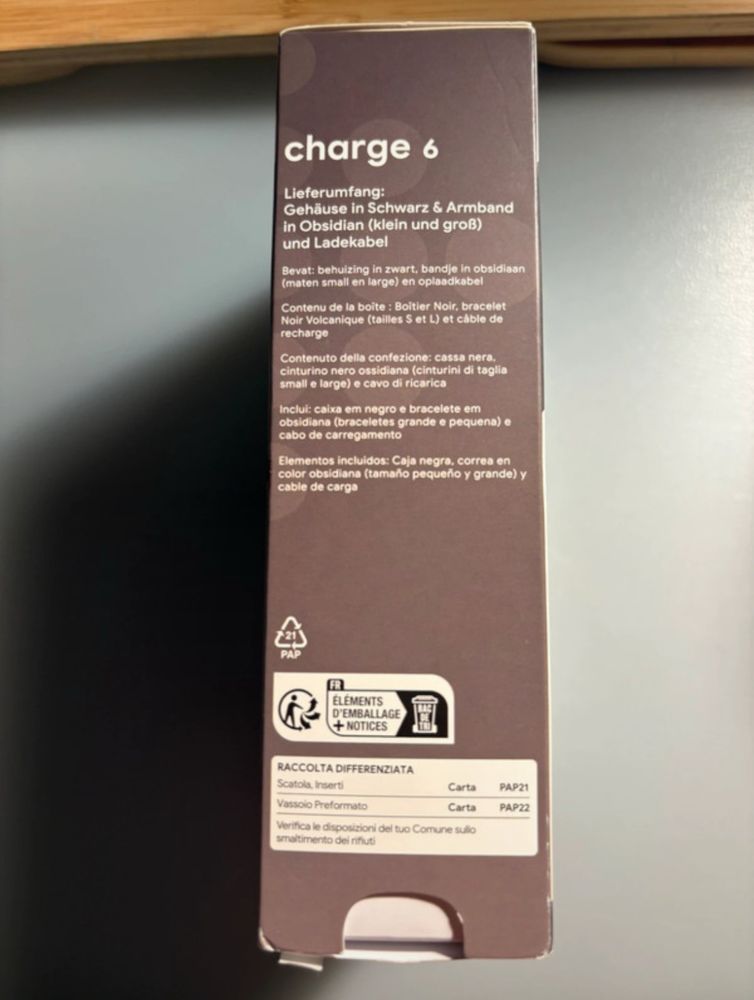 charge 6
Lieferumfang:
Gehäuse in Schwarz & Armband
in Obsidian (klein und groß)
und Ladekabel
Bevat: behuizing in zwart, bandje in obsidiaan
(maten small en large) en oplaadkabel
Contenu de la boîte : Boîtier Noir, bracelet
Noir Volcanique (tailles S et L) et câble de
recharge
Contenuto della confezione: cassa nera,
cinturino nero ossidiana (cinturini di taglia
small e large) e cavo di ricarica
Inclui: caixa em negro e bracelete em
obsidiana (braceletes grande e pequena) e
cabo de carregamento
Elementos incluidos: Caja negra, correa en
color obsidiana (tamaño pequeño y grande) y
cable de carga
21
PAP
FR
ÉLÉMENTS
D'EMBALLAGE
+ NOTICES
BAC
DE
TRI
RACCOLTA DIFFERENZIATA
Scatola, Inserti Carta PAP21
Vassoio Preformato Carta PAP22
Verifica le disposizioni del tuo Comune sullo
smaltimento dei rifiuti